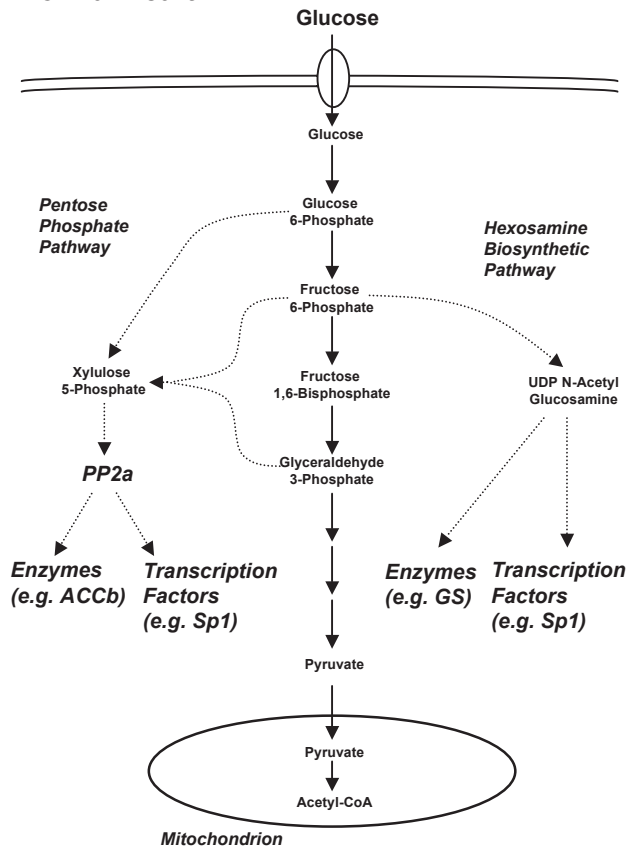 Glucose
Glucose
Glucose
6-Phosphate
Pentose
Phosphate
Pathway
Hexosamine
Biosynthetic
Pathway
Fructose
6-Phosphate
Xylulose
5-Phosphate
Fructose
1,6-Bisphosphate
UDP N-Acetyl
Glucosamine
Glyceraldehyde
3-Phosphate
PP2a
Enzymes
(e.g. ACCb)
Transcription
Factors
(e.g. Sp1)
Enzymes
(e.g. GS)
Transcription
Factors
(e.g. Sp1)
Pyruvate
Pyruvate
Acetyl-CoA
Mitochondrion